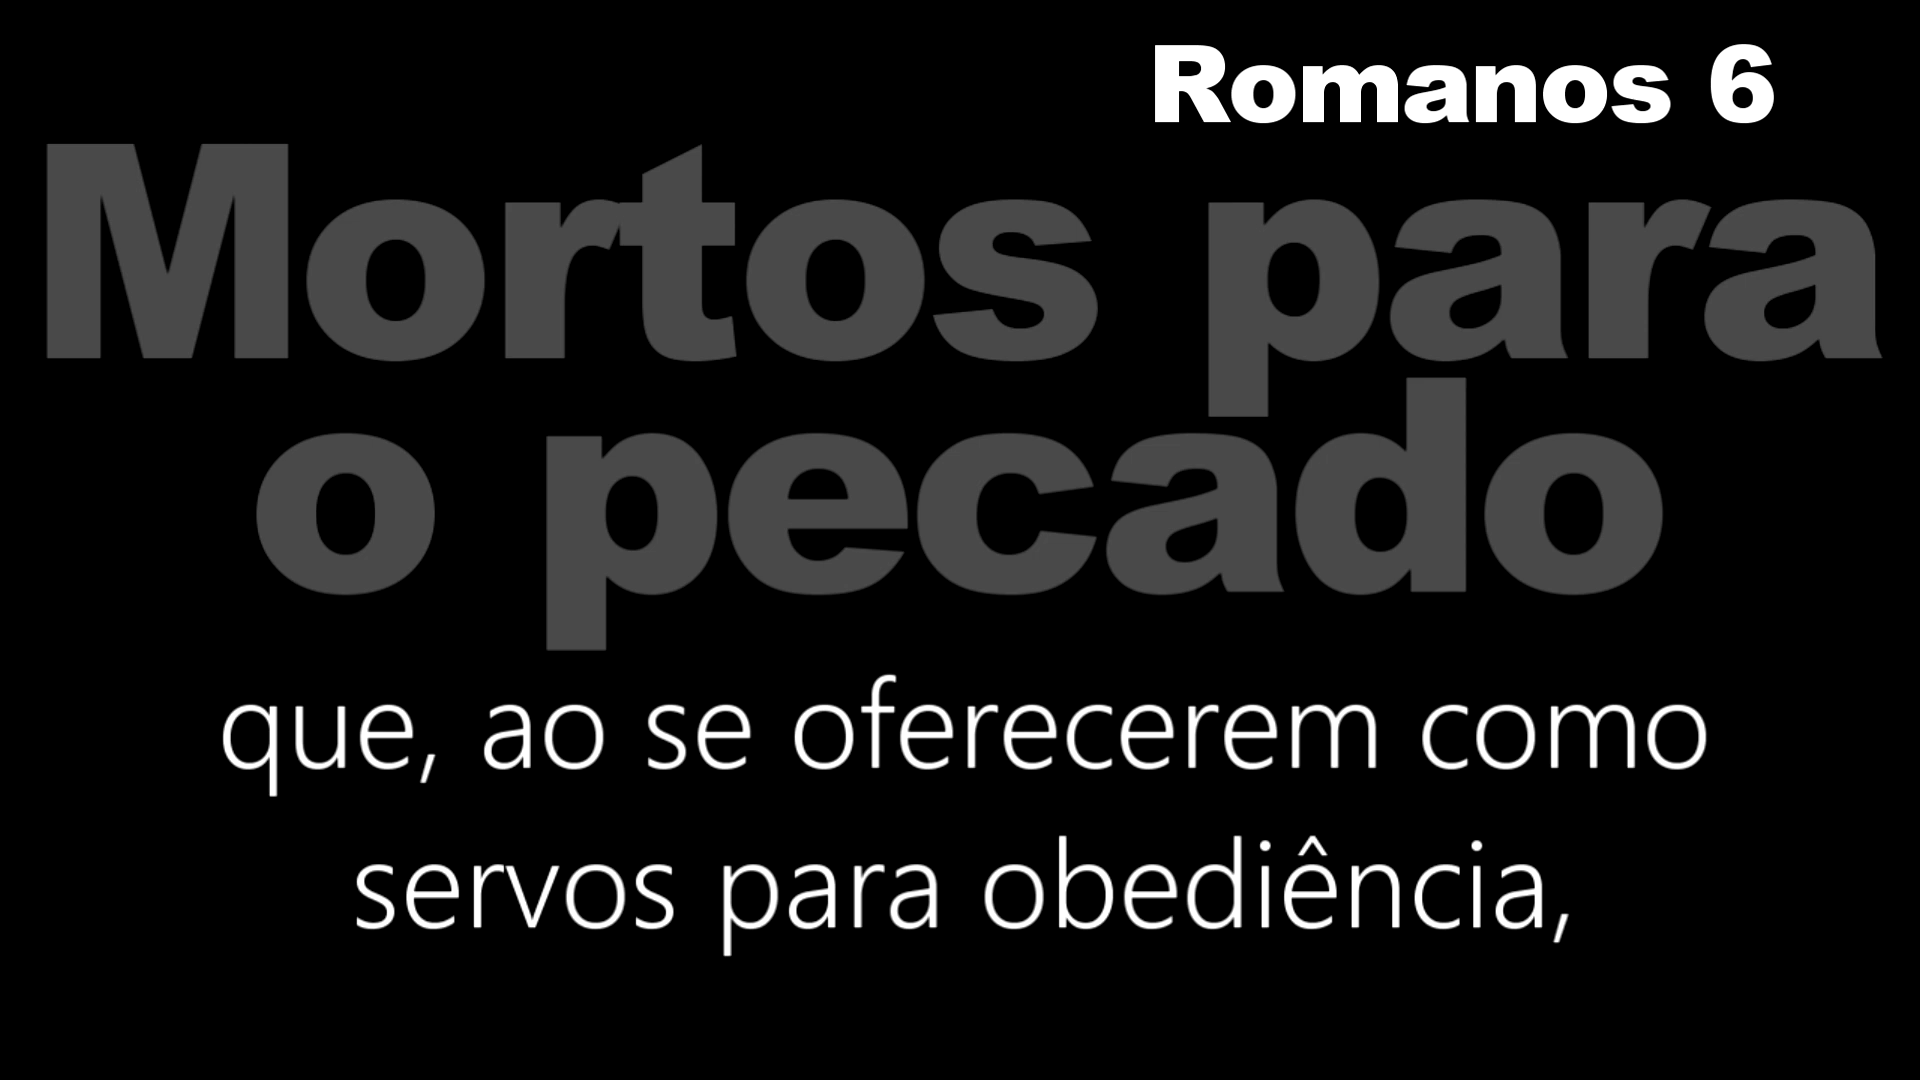 Romanos 6
Mortos para
o pecado
que, ao se oferecerem como
servos para obediência,